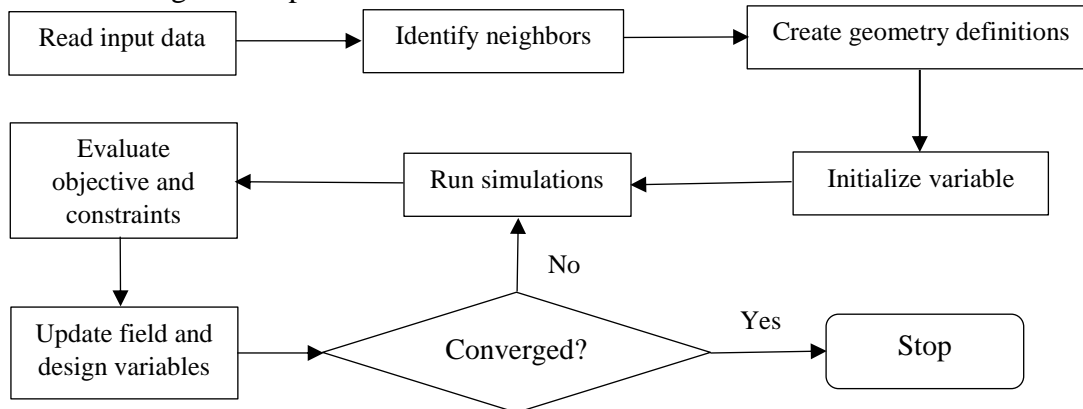 Read input data
Identify neighbors
Create geometry definitions
Evaluate
objective and
constraints
Run simulations
Initialize variable
No
Update field and
design variables
Converged?
Yes
Stop